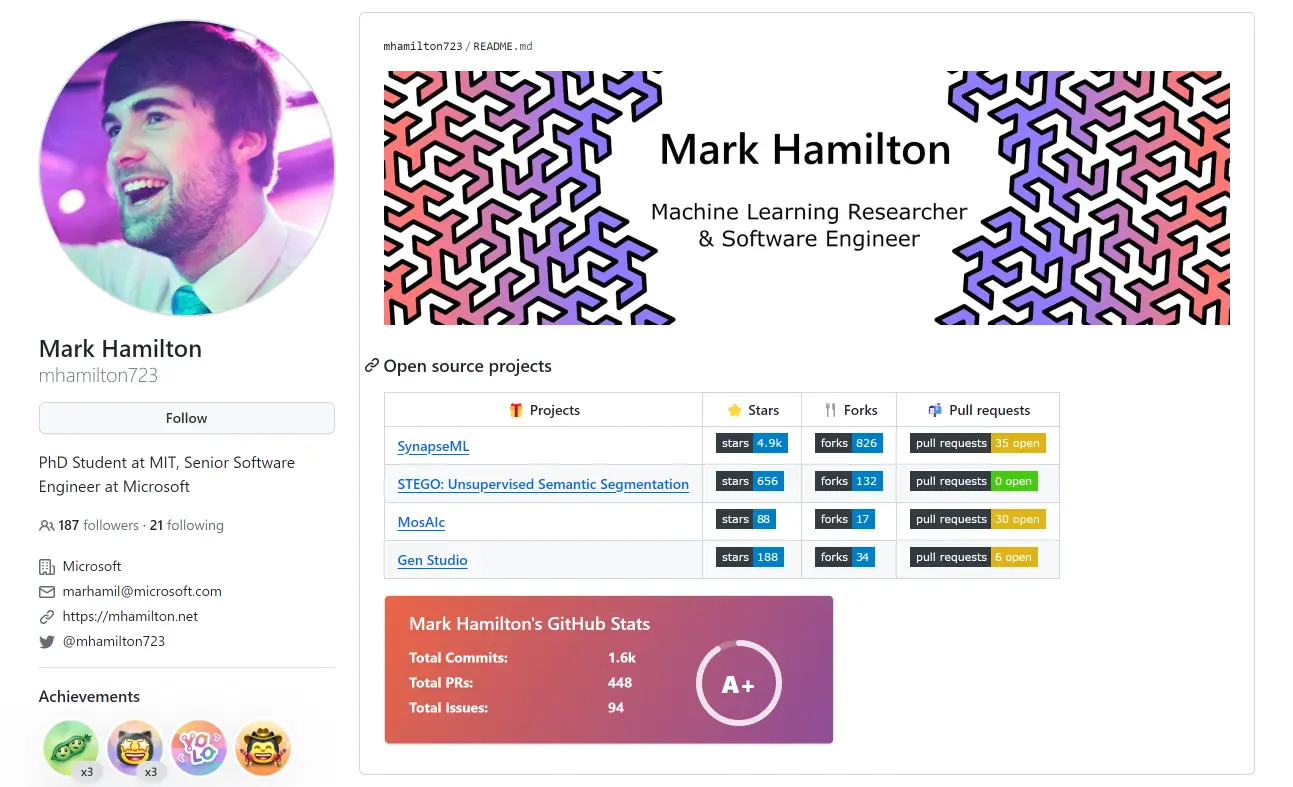 Mark Hamilton
mhamilton723
Follow
PhD Student at MIT, Senior Software
Engineer at Microsoft
187 followers · 21 following
Microsoft
marhamil@microsoft.com
https://mhamilton.net
@mhamilton723
Achievements
x3
x3
YOLO
mhamilton723/README.md
Mark Hamilton
Machine Learning Researcher
& Software Engineer
Open source projects
Projects Stars Forks Pull requests
SynapseML stars 4.9k forks 826 pull requests 35 open
STEGO: Unsupervised Semantic Segmentation stars 656 forks 132 pull requests 0 open
MosAIc stars 88 forks 17 pull requests 30 open
Gen Studio stars 188 forks 34 pull requests 6 open
Mark Hamilton's GitHub Stats
Total Commits: 1.6k
Total PRs: 448
Total Issues: 94
A+